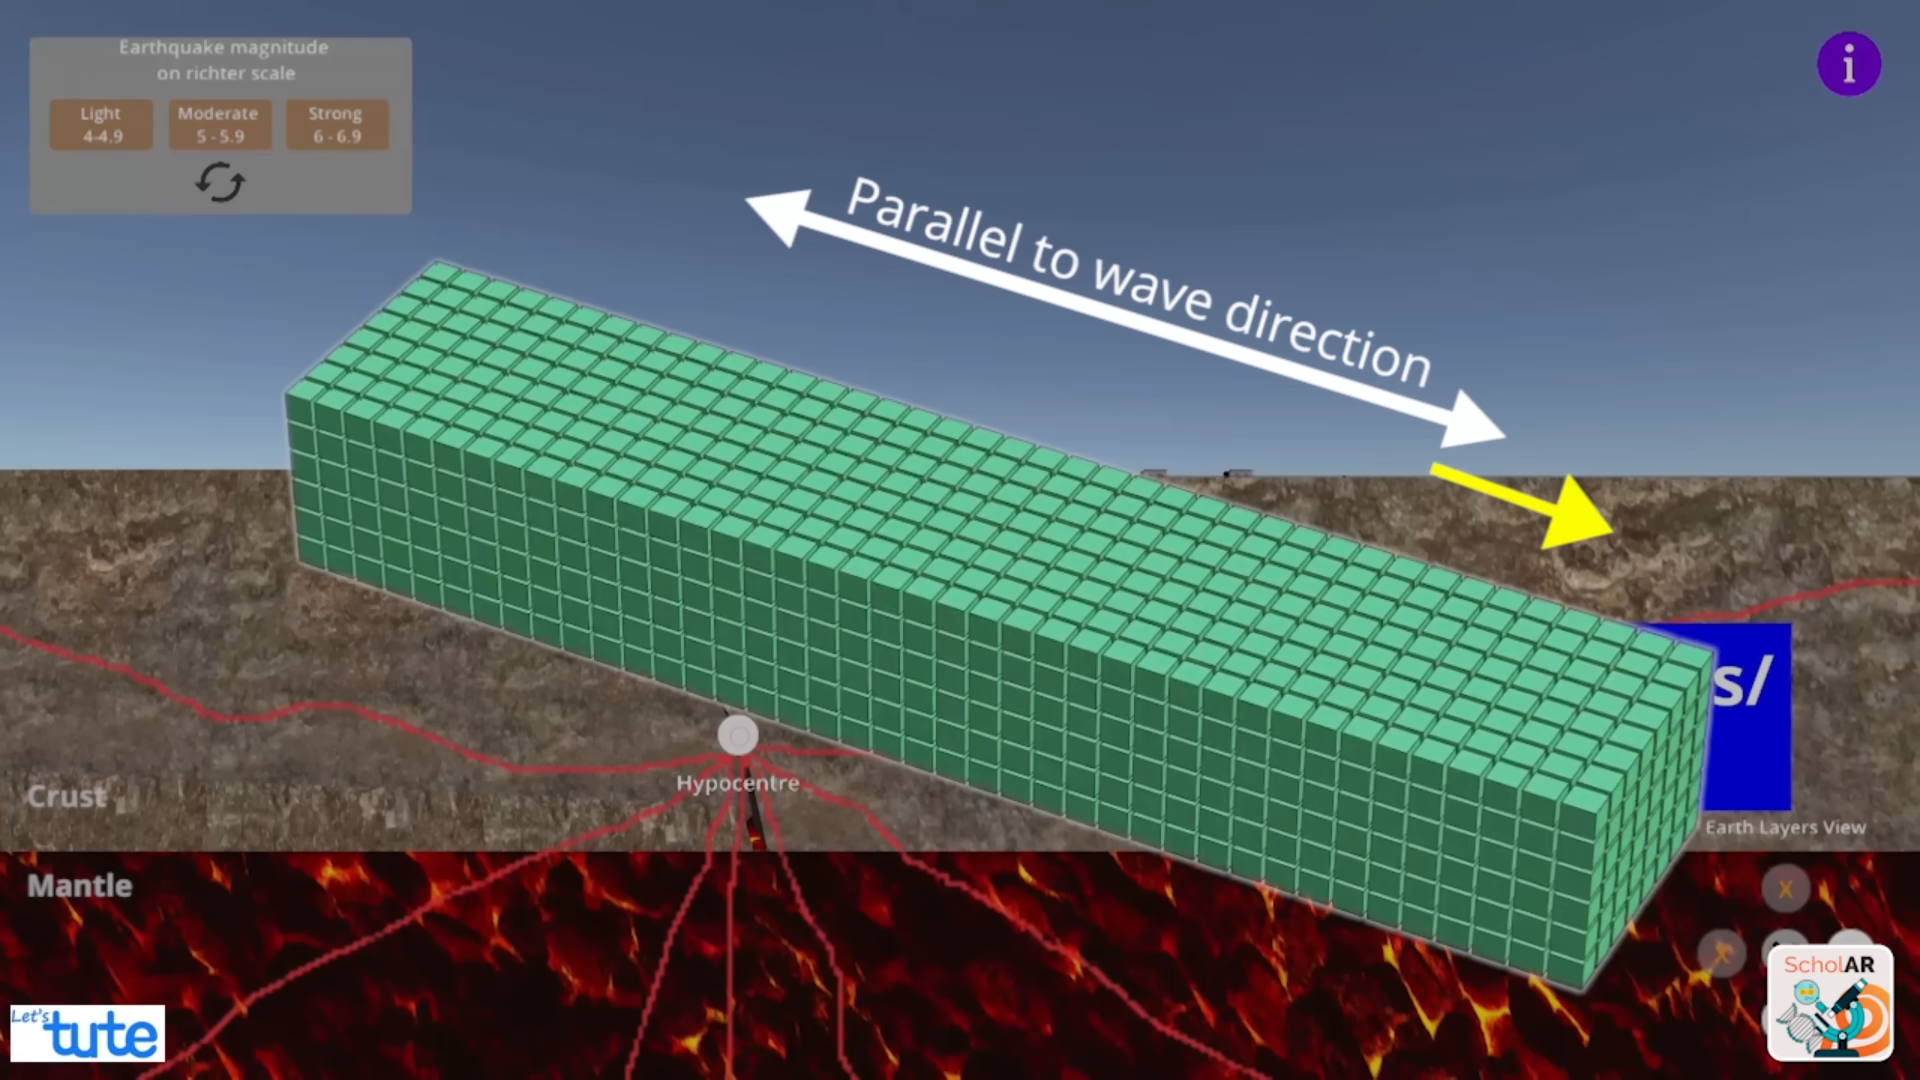 Earthquake magnitude
on richter scale
Light
4-4.9
Moderate
5 - 5.9
Strong
6 - 6.9
i
Parallel to wave direction
s/
Hypocentre
Crust
Earth Layers View
Mantle
X
ScholAR
Let's
tute